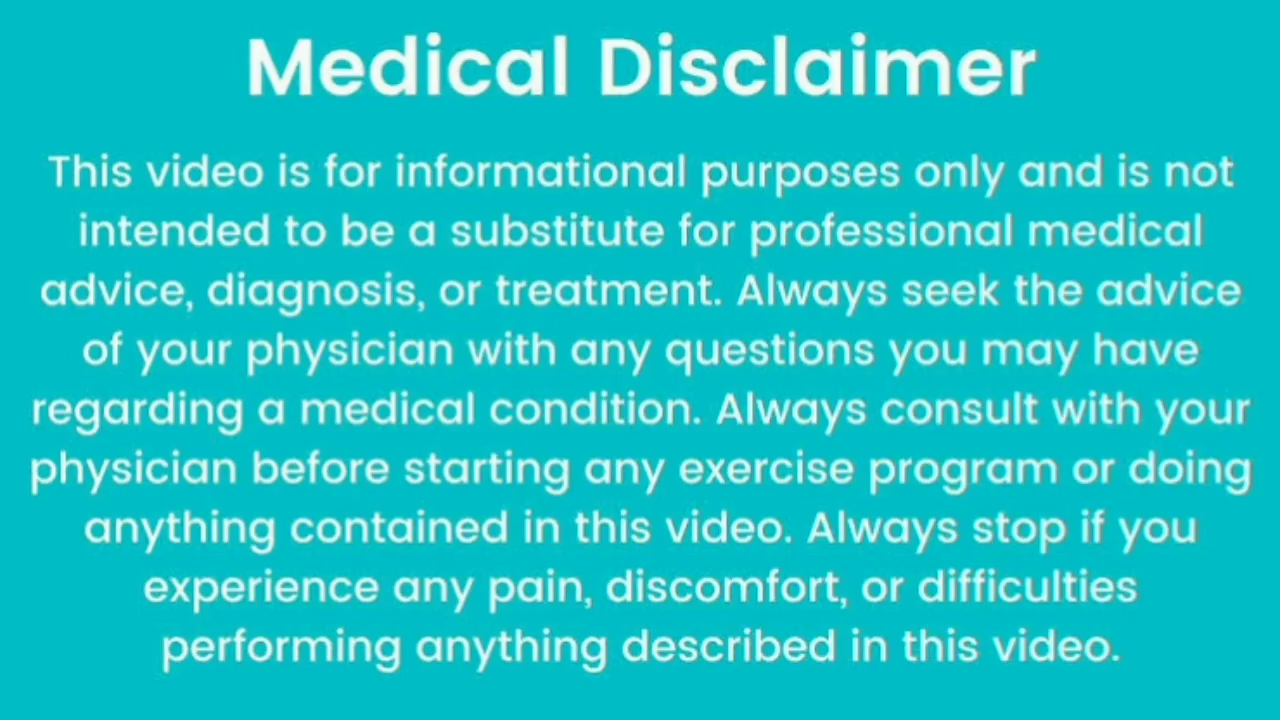 Medical Disclaimer
This video is for informational purposes only and is not
intended to be a substitute for professional medical
advice, diagnosis, or treatment. Always seek the advice
of your physician with any questions you may have
regarding a medical condition. Always consult with your
physician before starting any exercise program or doing
anything contained in this video. Always stop if you
experience any pain, discomfort, or difficulties
performing anything described in this video.